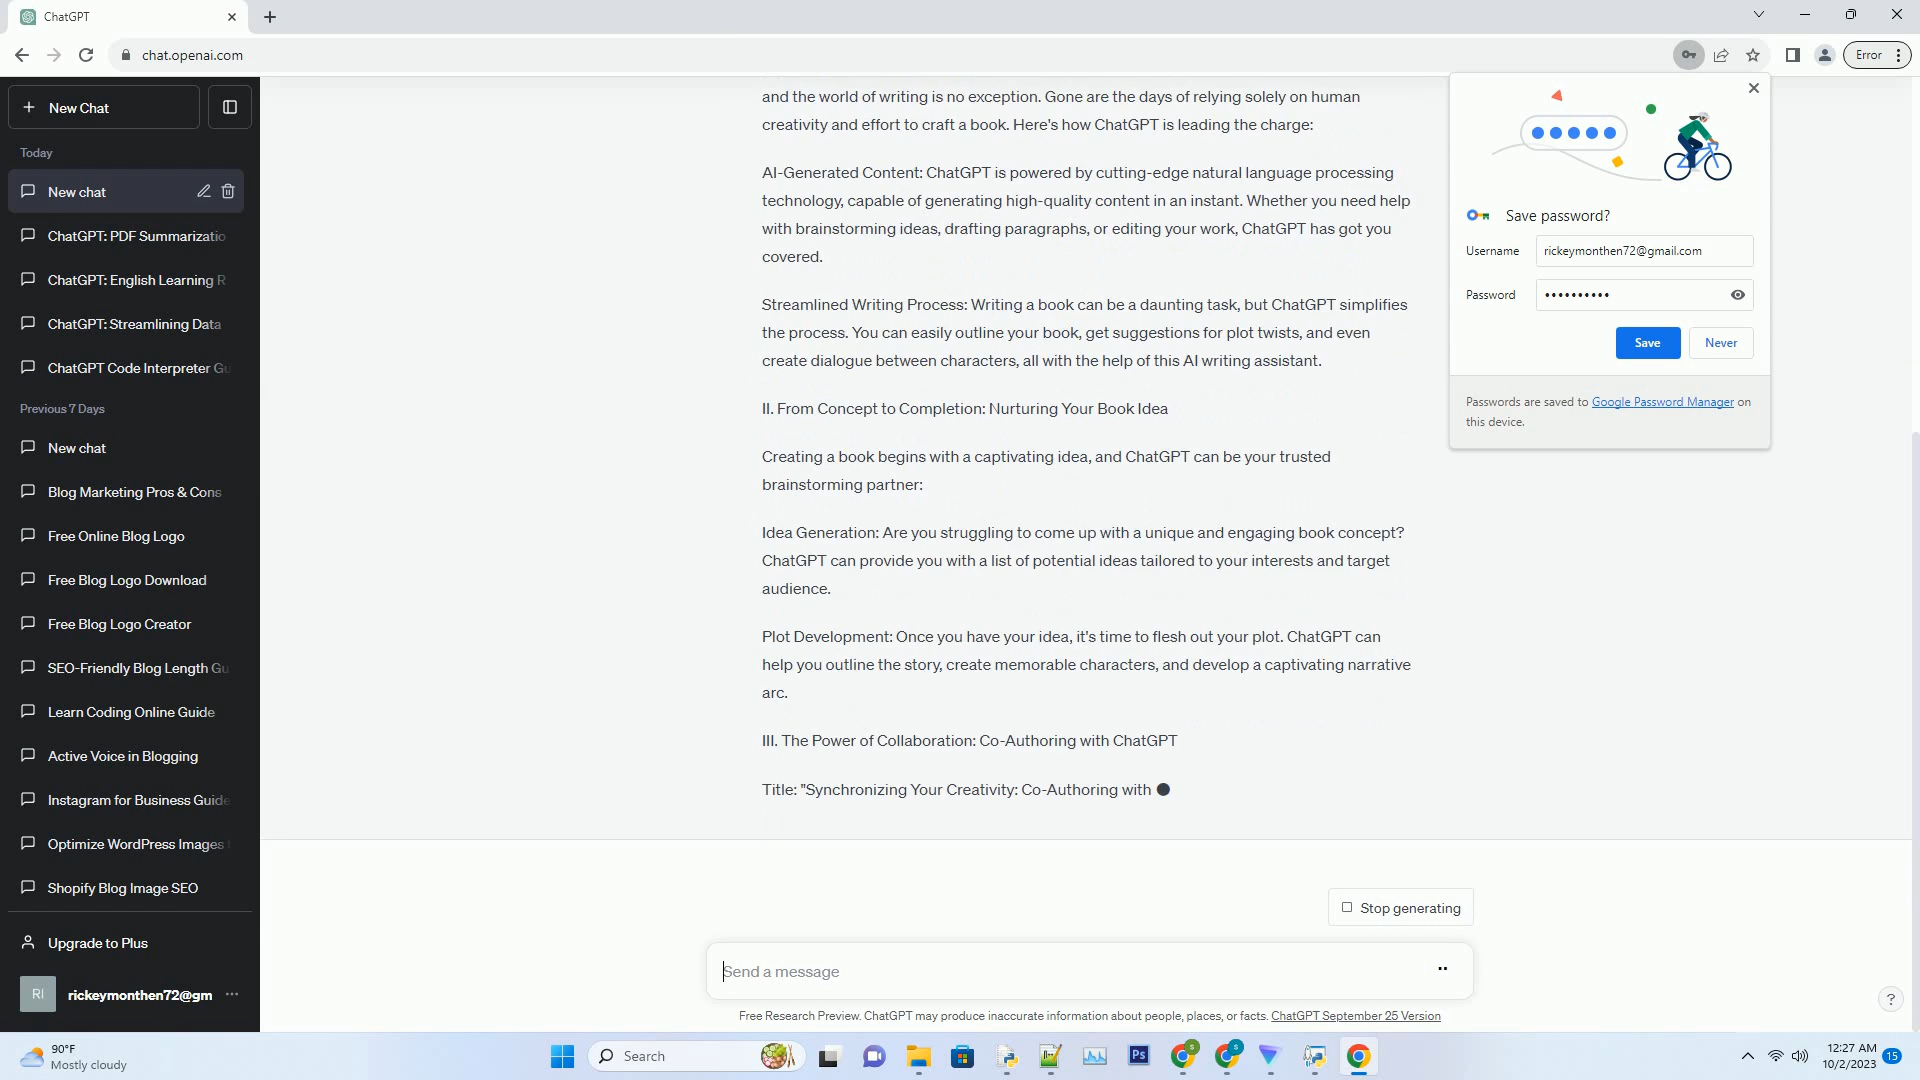 ChatGPT
chat.openai.com
Error
New Chat
Today
New chat
ChatGPT: PDF Summarizatio
ChatGPT: English Learning R
ChatGPT: Streamlining Data
ChatGPT Code Interpreter Gu
Previous 7 Days
New chat
Blog Marketing Pros & Cons
Free Online Blog Logo
Free Blog Logo Download
Free Blog Logo Creator
SEO-Friendly Blog Length Gu
Learn Coding Online Guide
Active Voice in Blogging
Instagram for Business Guide
Optimize WordPress Images
Shopify Blog Image SEO
Upgrade to Plus
RI
rickeymonthen72@gm
and the world of writing is no exception. Gone are the days of relying solely on human
creativity and effort to craft a book. Here's how ChatGPT is leading the charge:
AI-Generated Content: ChatGPT is powered by cutting-edge natural language processing
technology, capable of generating high-quality content in an instant. Whether you need help
with brainstorming ideas, drafting paragraphs, or editing your work, ChatGPT has got you
covered.
Streamlined Writing Process: Writing a book can be a daunting task, but ChatGPT simplifies
the process. You can easily outline your book, get suggestions for plot twists, and even
create dialogue between characters, all with the help of this AI writing assistant.
II. From Concept to Completion: Nurturing Your Book Idea
Creating a book begins with a captivating idea, and ChatGPT can be your trusted
brainstorming partner:
Idea Generation: Are you struggling to come up with a unique and engaging book concept?
ChatGPT can provide you with a list of potential ideas tailored to your interests and target
audience.
Plot Development: Once you have your idea, it's time to flesh out your plot. ChatGPT can
help you outline the story, create memorable characters, and develop a captivating narrative
arc.
III. The Power of Collaboration: Co-Authoring with ChatGPT
Title: "Synchronizing Your Creativity: Co-Authoring with
Stop generating
Send a message
Free Research Preview. ChatGPT may produce inaccurate information about people, places, or facts. ChatGPT September 25 Version
?
Save password?
Username
rickeymonthen72@gmail.com
Password
••••••••••
Save
Never
Passwords are saved to Google Password Manager on
this device.
90°F
Mostly cloudy
Search
Ps
S
S
12:27 AM
10/2/2023
15